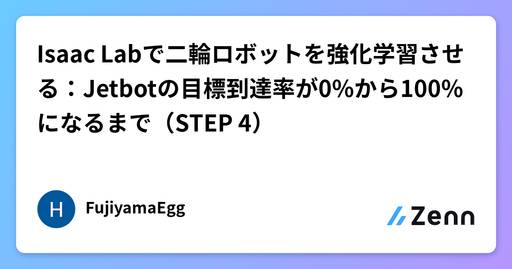 Isaac Labで二輪ロボットを強化学習させ
る：Jetbotの目標到達率が0%から100%
になるまで（STEP 4）
H
FujiyamaEgg
Zenn